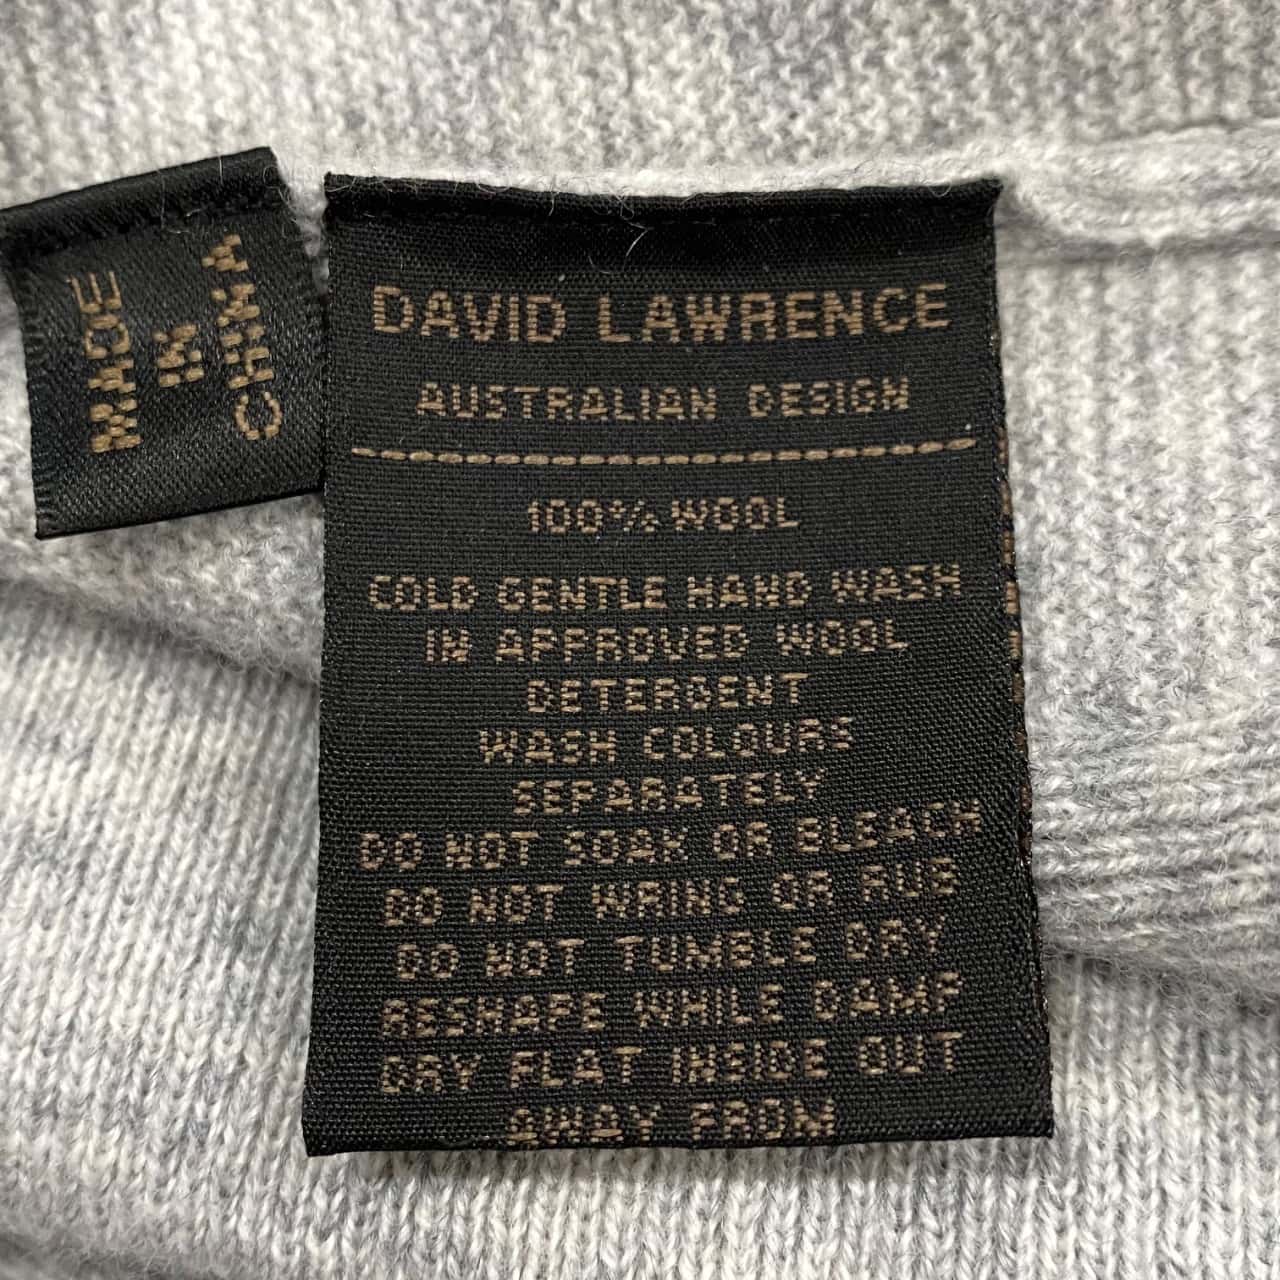 MADE
IN
CHINA
DAVID LAWRENCE
AUSTRALIAN DESIGN
100% WOOL
COLD GENTLE HAND WASH
IN APPROVED WOOL
DETERGENT
WASH COLOURS
SEPARATELY
DO NOT SOAK OR BLEACH
DO NOT WRING OR RUB
DO NOT TUMBLE DRY
RESHAPE WHILE DAMP
DRY FLAT INSIDE OUT
AWAY FROM